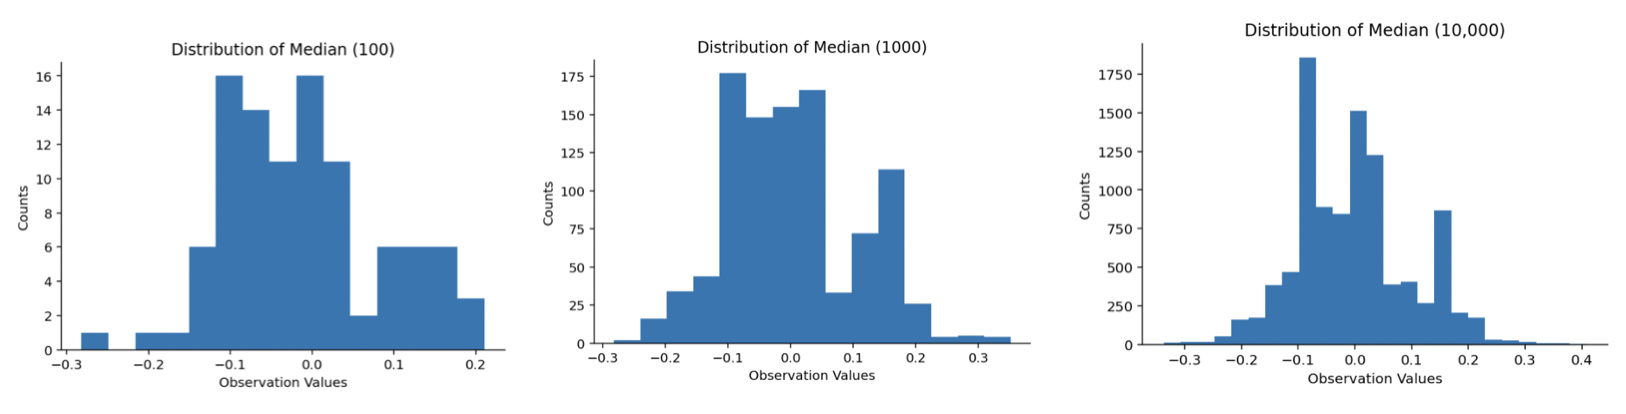 Distribution of Median (100)
Counts
16
14
12
10
8
6
4
2
0
−0.3 −0.2 −0.1 0.0 0.1 0.2
Observation Values
Distribution of Median (1000)
Counts
175
150
125
100
75
50
25
0
−0.3 −0.2 −0.1 0.0 0.1 0.2 0.3
Observation Values
Distribution of Median (10,000)
Counts
1750
1500
1250
1000
750
500
250
0
−0.3 −0.2 −0.1 0.0 0.1 0.2 0.3 0.4
Observation Values